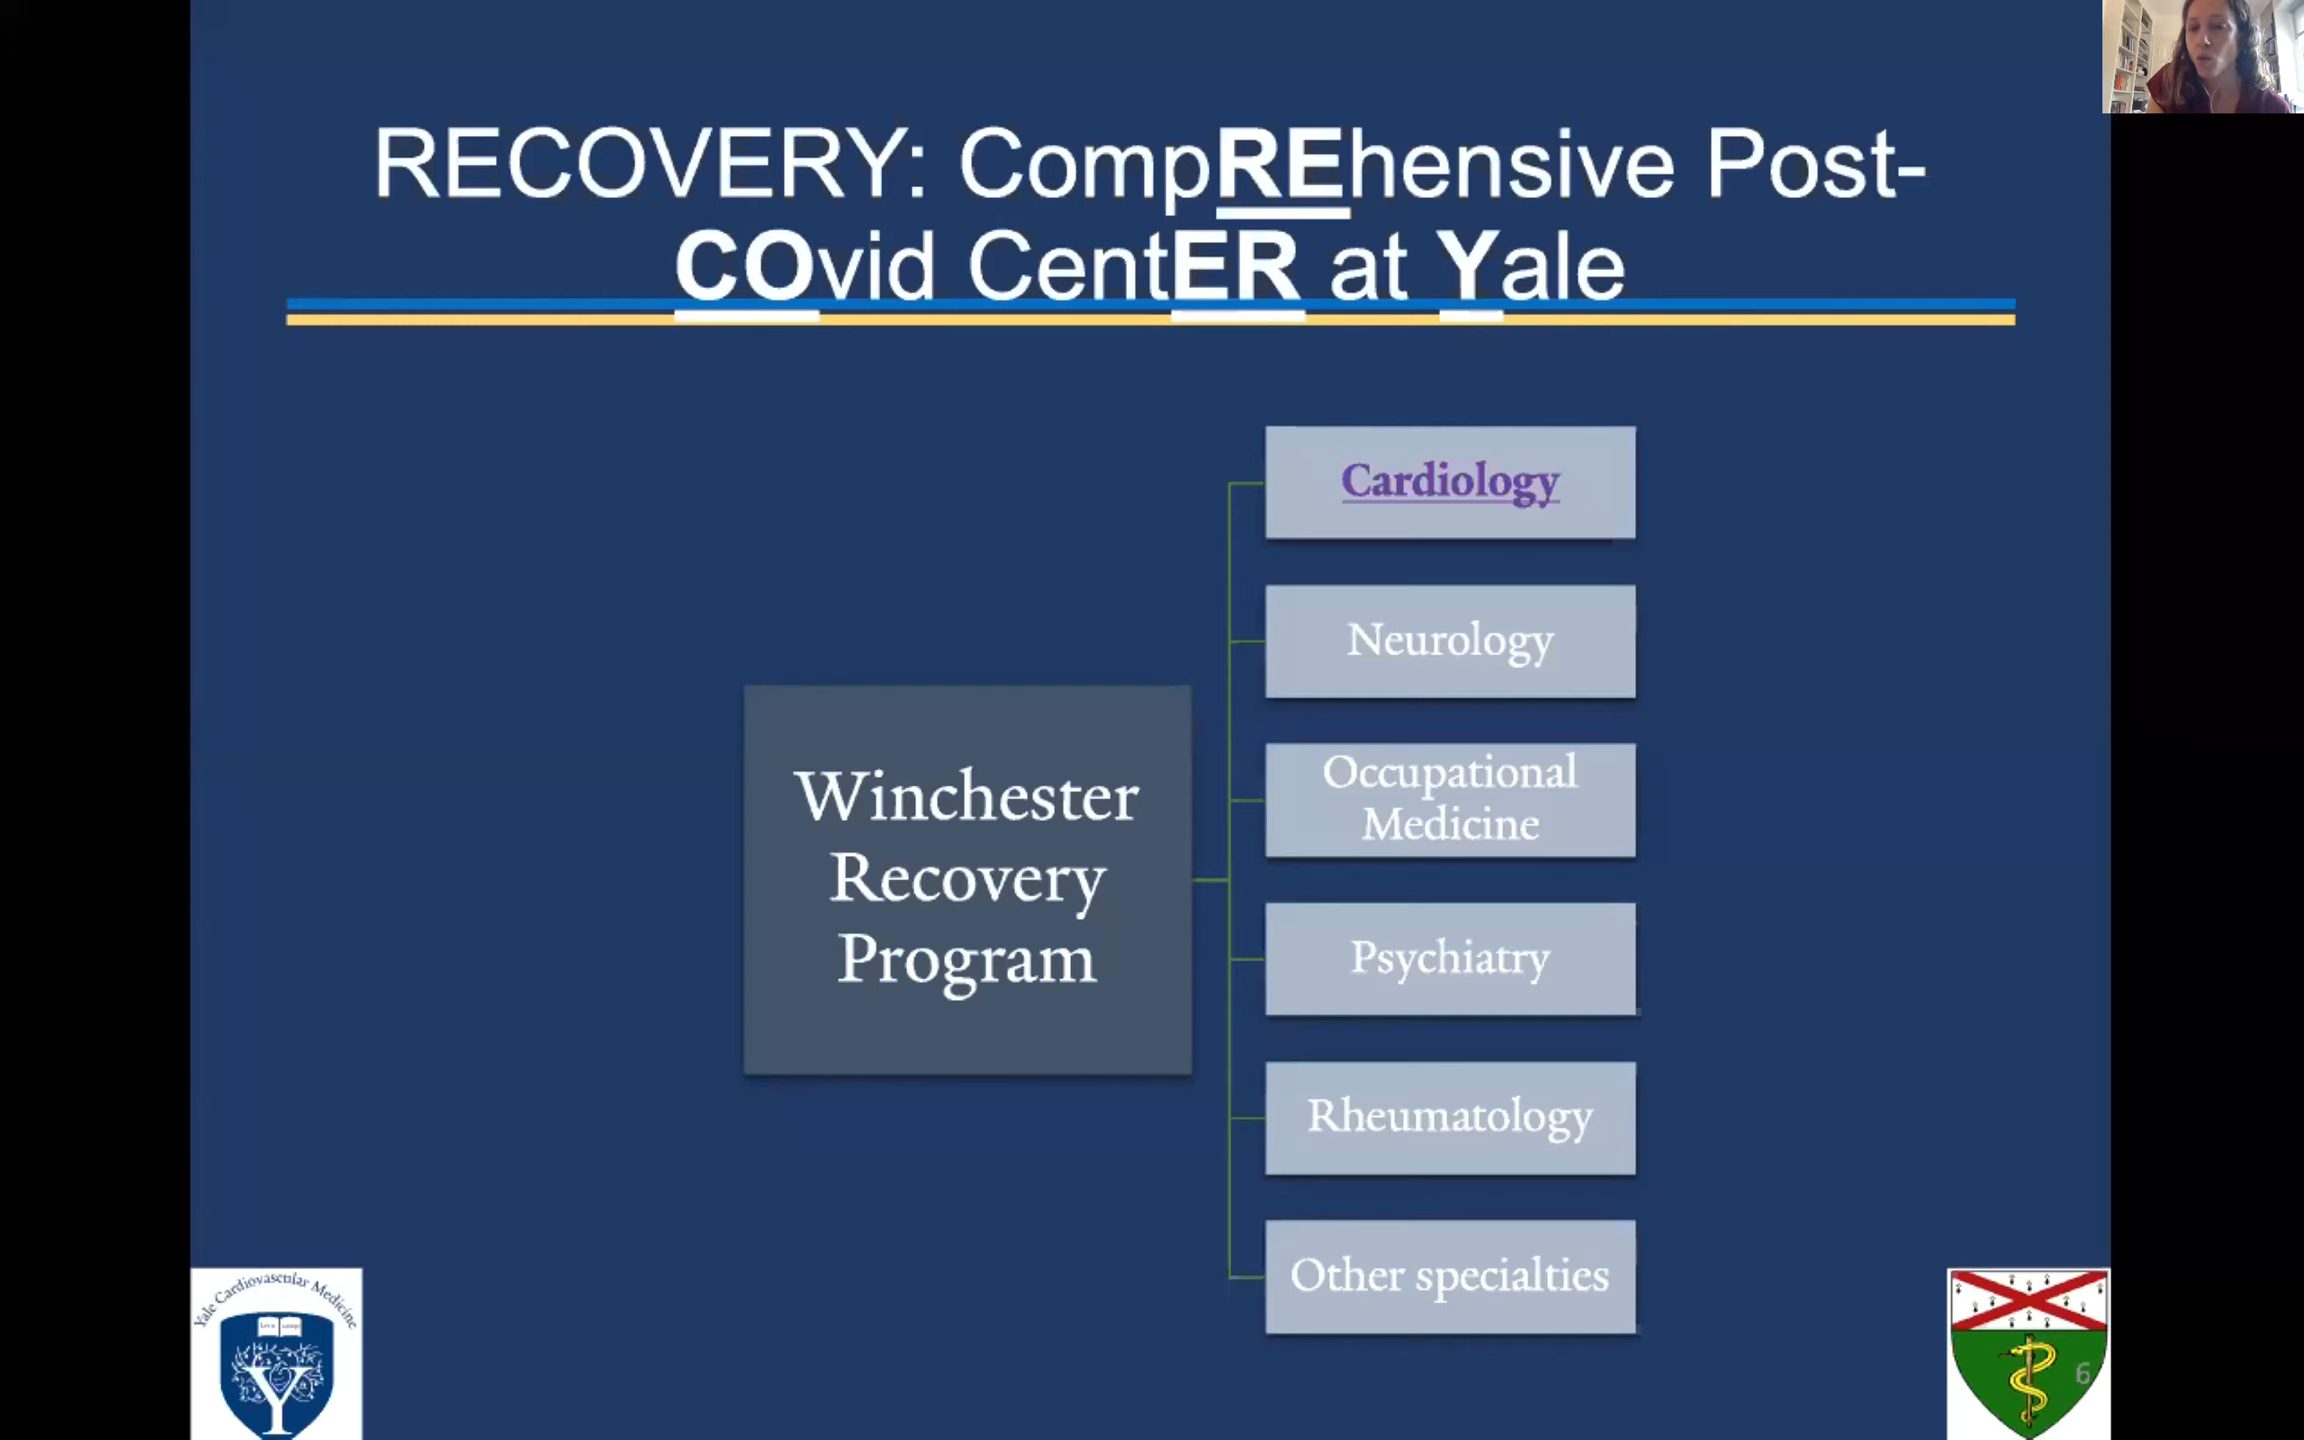 RECOVERY: CompREhensive Post-
COvid CentER at Yale
Cardiology
Neurology
Occupational
Medicine
Winchester
Recovery
Program
Psychiatry
Rheumatology
Other specialties
Yale Cardiovascular Medicine
Y
6